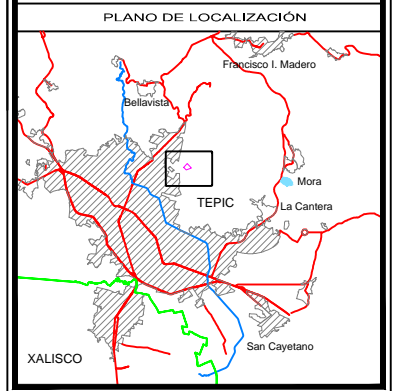 PLANO DE LOCALIZACIÓN
Francisco I. Madero
Bellavista
Mora
TEPIC
La Cantera
San Cayetano
XALISCO